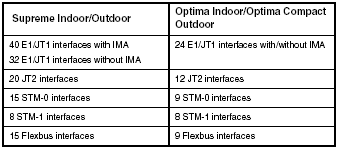 Supreme Indoor/Outdoor
Optima Indoor/Optima Compact
Outdoor
40 E1/JT1 interfaces with IMA
32 E1/JT1 interfaces without IMA
24 E1/JT1 interfaces with/without IMA
20 JT2 interfaces
12 JT2 interfaces
15 STM-0 interfaces
9 STM-0 interfaces
8 STM-1 interfaces
8 STM-1 interfaces
15 Flexbus interfaces
9 Flexbus interfaces